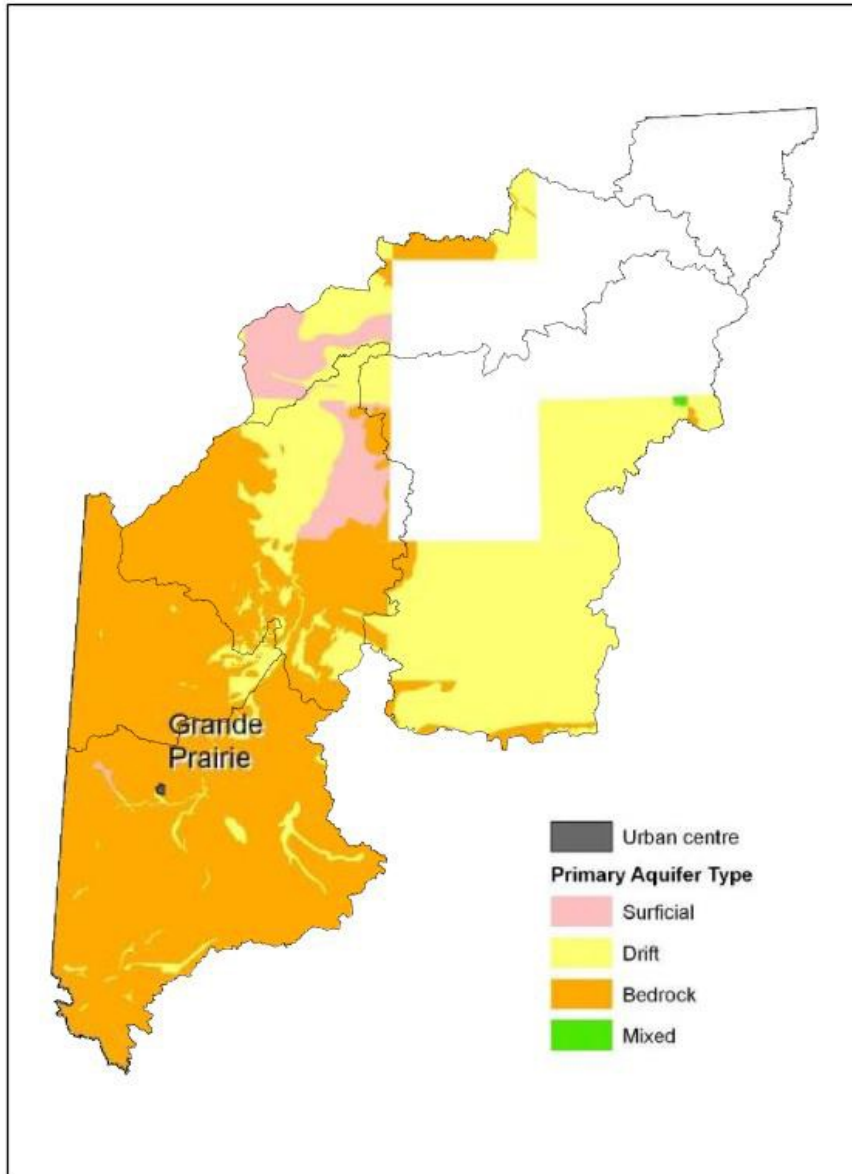 Grande
Prairie
Urban centre
Primary Aquifer Type
Surficial
Drift
Bedrock
Mixed